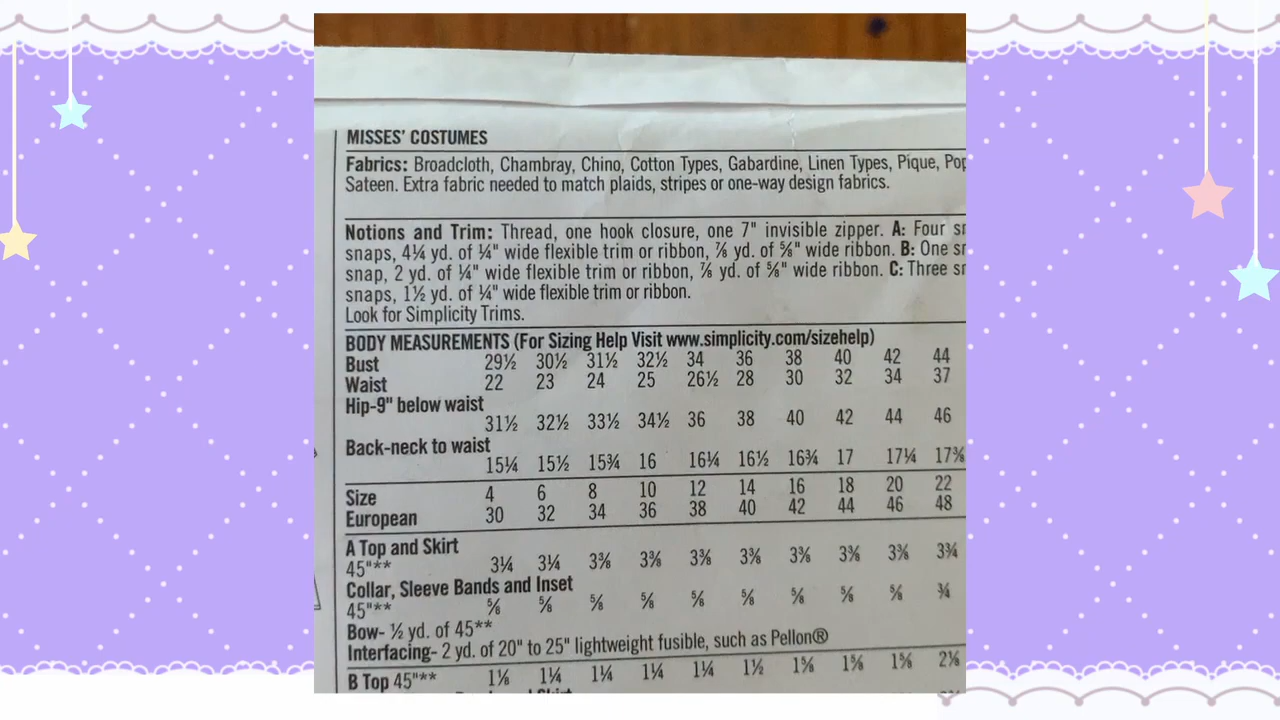 MISSES' COSTUMES
Fabrics: Broadcloth, Chambray, Chino, Cotton Types, Gabardine, Linen Types, Pique,
Sateen. Extra fabric needed to match plaids, stripes or one-way design fabrics.
Notions and Trim: Thread, one hook closure, one 7" invisible zipper. A: Four
snaps, 4¼ yd. of ¼" wide flexible trim or ribbon, ⅞ yd. of ⅝" wide ribbon. B: One
snap, 2 yd. of ¼" wide flexible trim or ribbon, ⅞ yd. of ⅝" wide ribbon. C: Three
snaps, 1½ yd. of ¼" wide flexible trim or ribbon.
Look for Simplicity Trims.
BODY MEASUREMENTS (For Sizing Help Visit www.simplicity.com/sizehelp)
Bust 29½ 30½ 31½ 32½ 34 36 38 40 42 44
Waist 22 23 24 25 26½ 28 30 32 34 37
Hip-9" below waist
31½ 32½ 33½ 34½ 36 38 40 42 44 46
Back-neck to waist
15¼ 15½ 15¾ 16 16¼ 16½ 16¾ 17 17¼ 17⅜
Size 4 6 8 10 12 14 16 18 20 22
European 30 32 34 36 38 40 42 44 46 48
A Top and Skirt
45"** 3¼ 3¼ 3⅜ 3⅜ 3⅜ 3⅜ 3⅜ 3⅜ 3⅜ 3¾
Collar, Sleeve Bands and Inset
45"** ⅝ ⅝ ⅝ ⅝ ⅝ ⅝ ⅝ ⅝ ⅝ ¾
Bow- ½ yd. of 45"**
Interfacing- 2 yd. of 20" to 25" lightweight fusible, such as Pellon®
B Top 45"** 1⅛ 1¼ 1¼ 1¼ 1¼ 1½ 1⅝ 1⅝ 1⅝ 2⅛